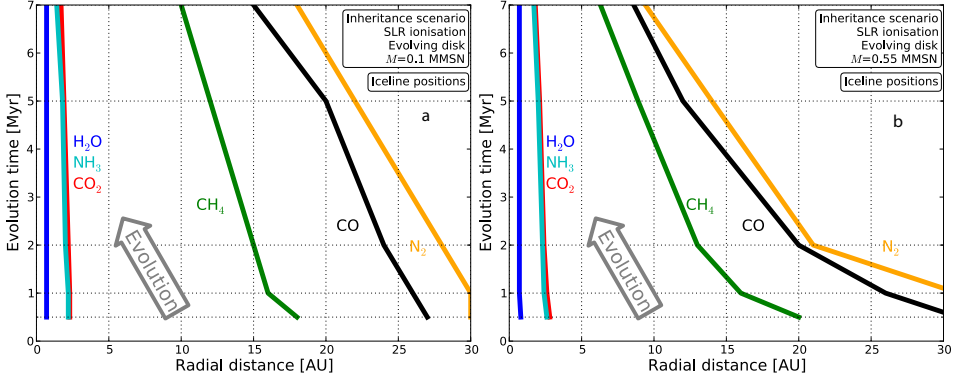 Inheritance scenario
SLR ionisation
Evolving disk
M=0.1 MMSN
Iceline positions
a
H₂O
NH₃
CO₂
CH₄
CO
N₂
Evolution
Evolution time [Myr]
7
6
5
4
3
2
1
0
0 5 10 15 20 25 30
Radial distance [AU]
Inheritance scenario
SLR ionisation
Evolving disk
M=0.55 MMSN
Iceline positions
b
H₂O
NH₃
CO₂
CH₄
CO
N₂
Evolution
Evolution time [Myr]
7
6
5
4
3
2
1
0
0 5 10 15 20 25 30
Radial distance [AU]